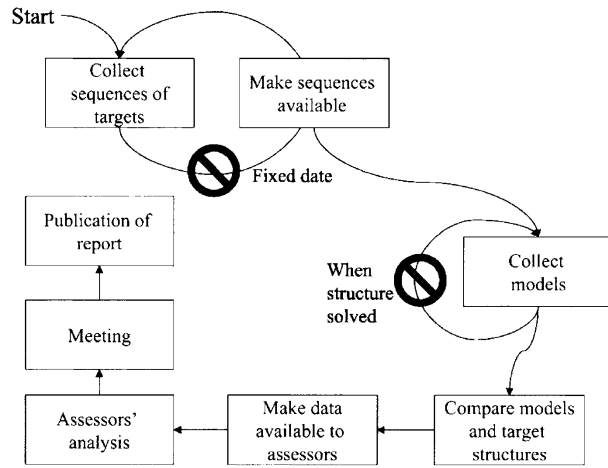 Start
Collect
sequences of
targets
Make sequences
available
Fixed date
Publication of
report
When
structure
solved
Collect
models
Meeting
Assessors'
analysis
Make data
available to
assessors
Compare models
and target
structures